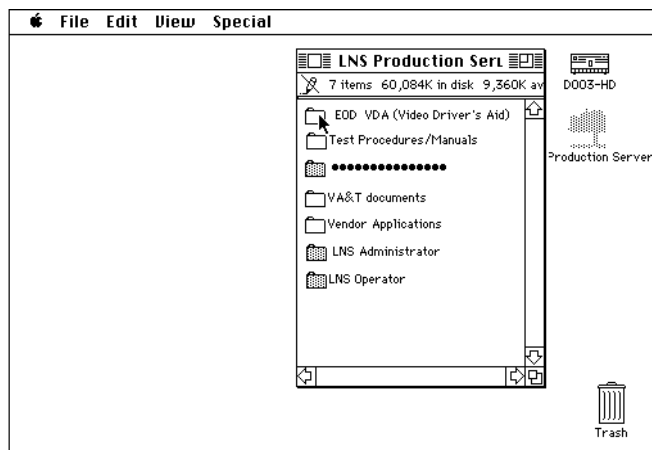 File Edit View Special
LNS Production Ser
7 items 60,084K in disk 9,360K av
EOD VDA (Video Driver's Aid)
Test Procedures/Manuals
●●●●●●●●●●●●●●●
VA&T documents
Vendor Applications
LNS Administrator
LNS Operator
D003-HD
Production Server
Trash